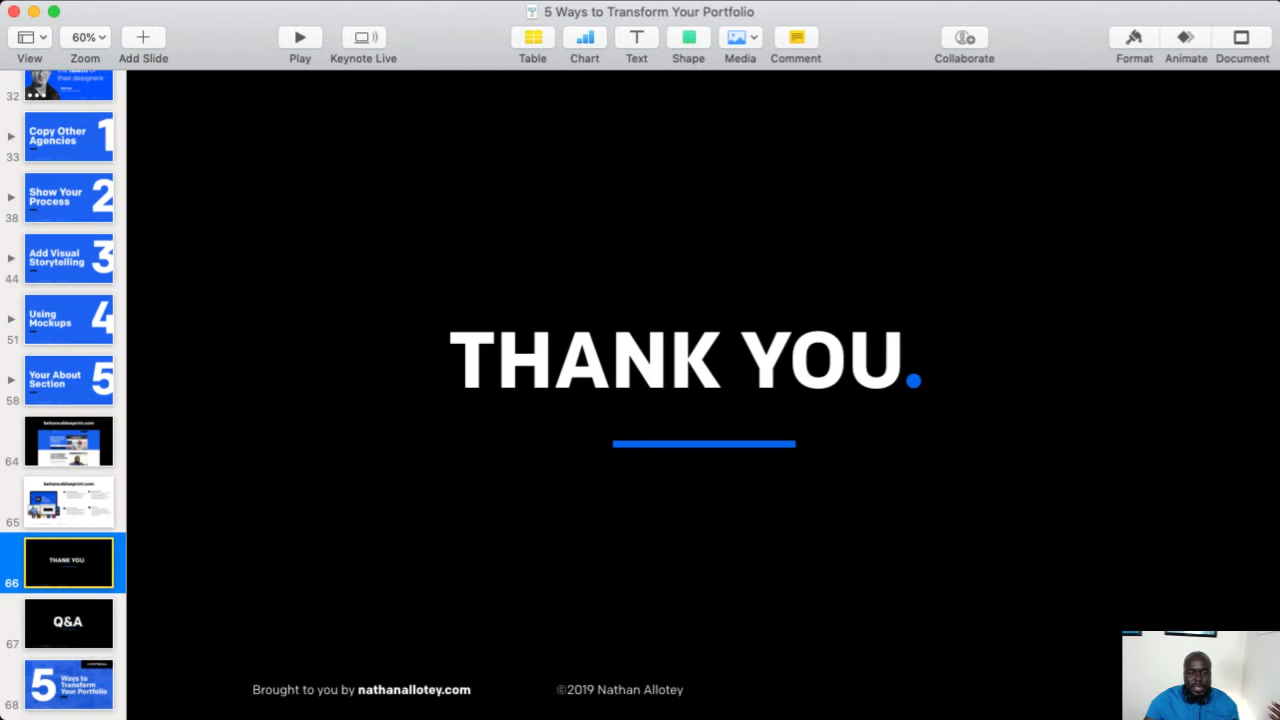 5 Ways to Transform Your Portfolio
60%
View
Zoom
Add Slide
Play
Keynote Live
Table
Chart
Text
Shape
Media
Comment
Collaborate
Format
Animate
Document
their designers
32
Copy Other
Agencies
1
33
Show Your
Process
2
38
Add Visual
Storytelling
3
44
Using
Mockups
4
51
Your About
Section
5
58
64
65
THANK YOU
66
Q&A
67
5
Ways to
Transform
Your Portfolio
68
THANK YOU.
Brought to you by nathanallotey.com
©2019 Nathan Allotey